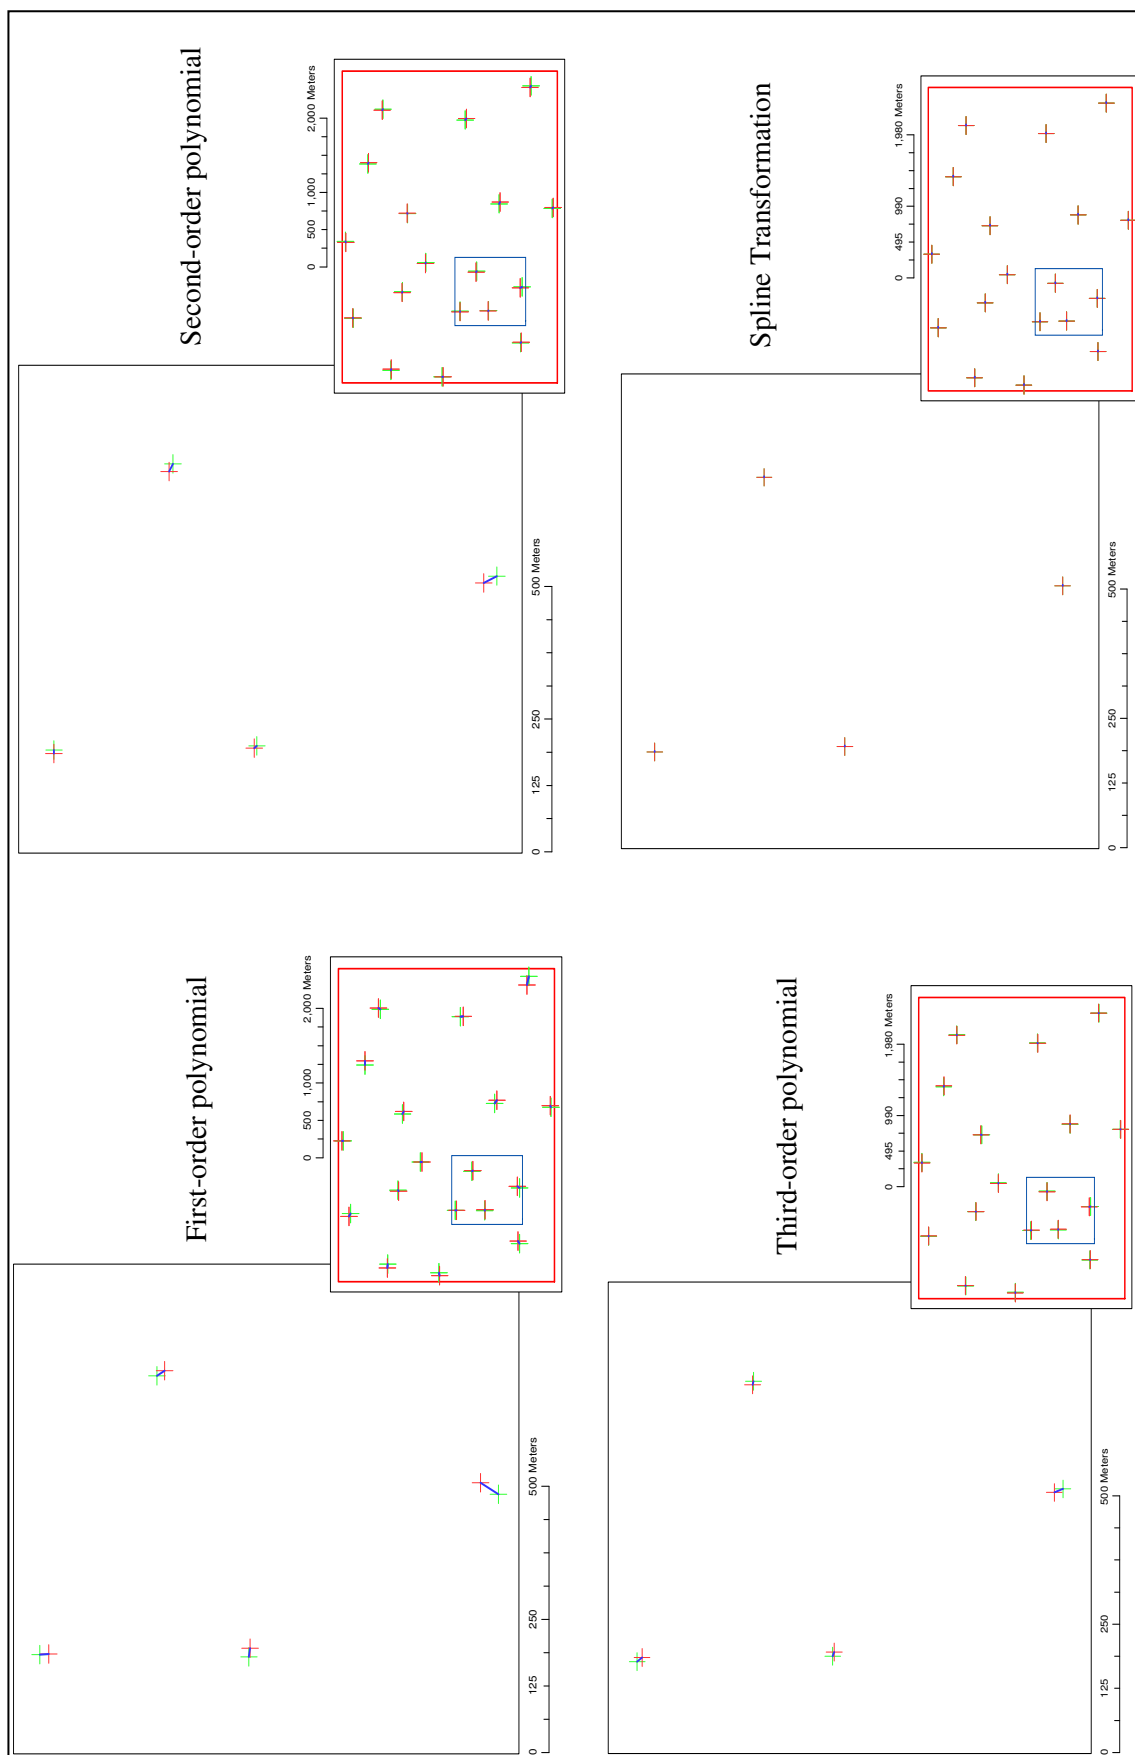 First-order polynomial
0 500 1,000 2,000 Meters
0 125 250 500 Meters
Second-order polynomial
0 500 1,000 2,000 Meters
0 125 250 500 Meters
Third-order polynomial
0 495 990 1,980 Meters
0 125 250 500 Meters
Spline Transformation
0 495 990 1,980 Meters
0 125 250 500 Meters